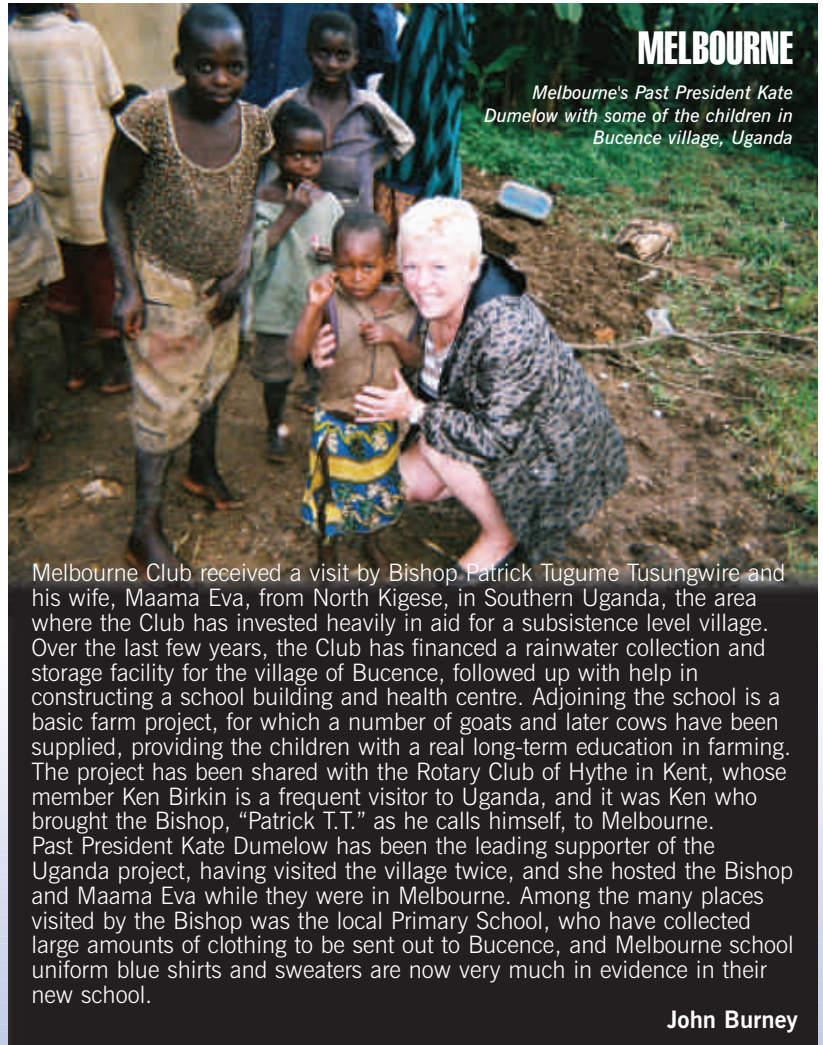 MELBOURNE
Melbourne's Past President Kate
Dumelow with some of the children in
Bucence village, Uganda
Melbourne Club received a visit by Bishop Patrick Tugume Tusungwire and
his wife, Maama Eva, from North Kigese, in Southern Uganda, the area
where the Club has invested heavily in aid for a subsistence level village.
Over the last few years, the Club has financed a rainwater collection and
storage facility for the village of Bucence, followed up with help in
constructing a school building and health centre. Adjoining the school is a
basic farm project, for which a number of goats and later cows have been
supplied, providing the children with a real long-term education in farming.
The project has been shared with the Rotary Club of Hythe in Kent, whose
member Ken Birkin is a frequent visitor to Uganda, and it was Ken who
brought the Bishop, “Patrick T.T.” as he calls himself, to Melbourne.
Past President Kate Dumelow has been the leading supporter of the
Uganda project, having visited the village twice, and she hosted the Bishop
and Maama Eva while they were in Melbourne. Among the many places
visited by the Bishop was the local Primary School, who have collected
large amounts of clothing to be sent out to Bucence, and Melbourne school
uniform blue shirts and sweaters are now very much in evidence in their
new school.
John Burney